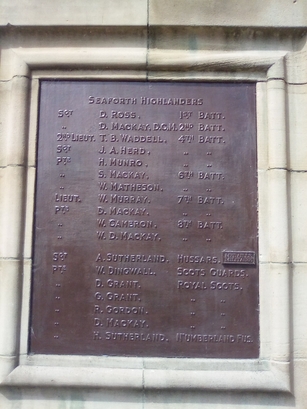 SEAFORTH HIGHLANDERS
SGT D. ROSS. 1ST BATT.
" D. MACKAY. D.C.M. 2ND BATT.
2ND LIEUT. T. B. WADDELL. 4TH BATT.
SGT J. A. HERD. " "
PTE H. MUNRO. " "
" S. MACKAY. 6TH BATT.
" W. MATHESON. " "
LIEUT. W. MURRAY. 7TH BATT.
PTE D. MACKAY. " "
" W. CAMERON. 8TH BATT.
" W. D. MACKAY. " "
SGT A. SUTHERLAND. HUSSARS.
PTE W. DINGWALL. SCOTS GUARDS.
" D. GRANT. ROYAL SCOTS.
" G. GRANT. " "
" R. GORDON. " "
" D. MACKAY. " "
" H. SUTHERLAND. N'UMBERLAND FUS.